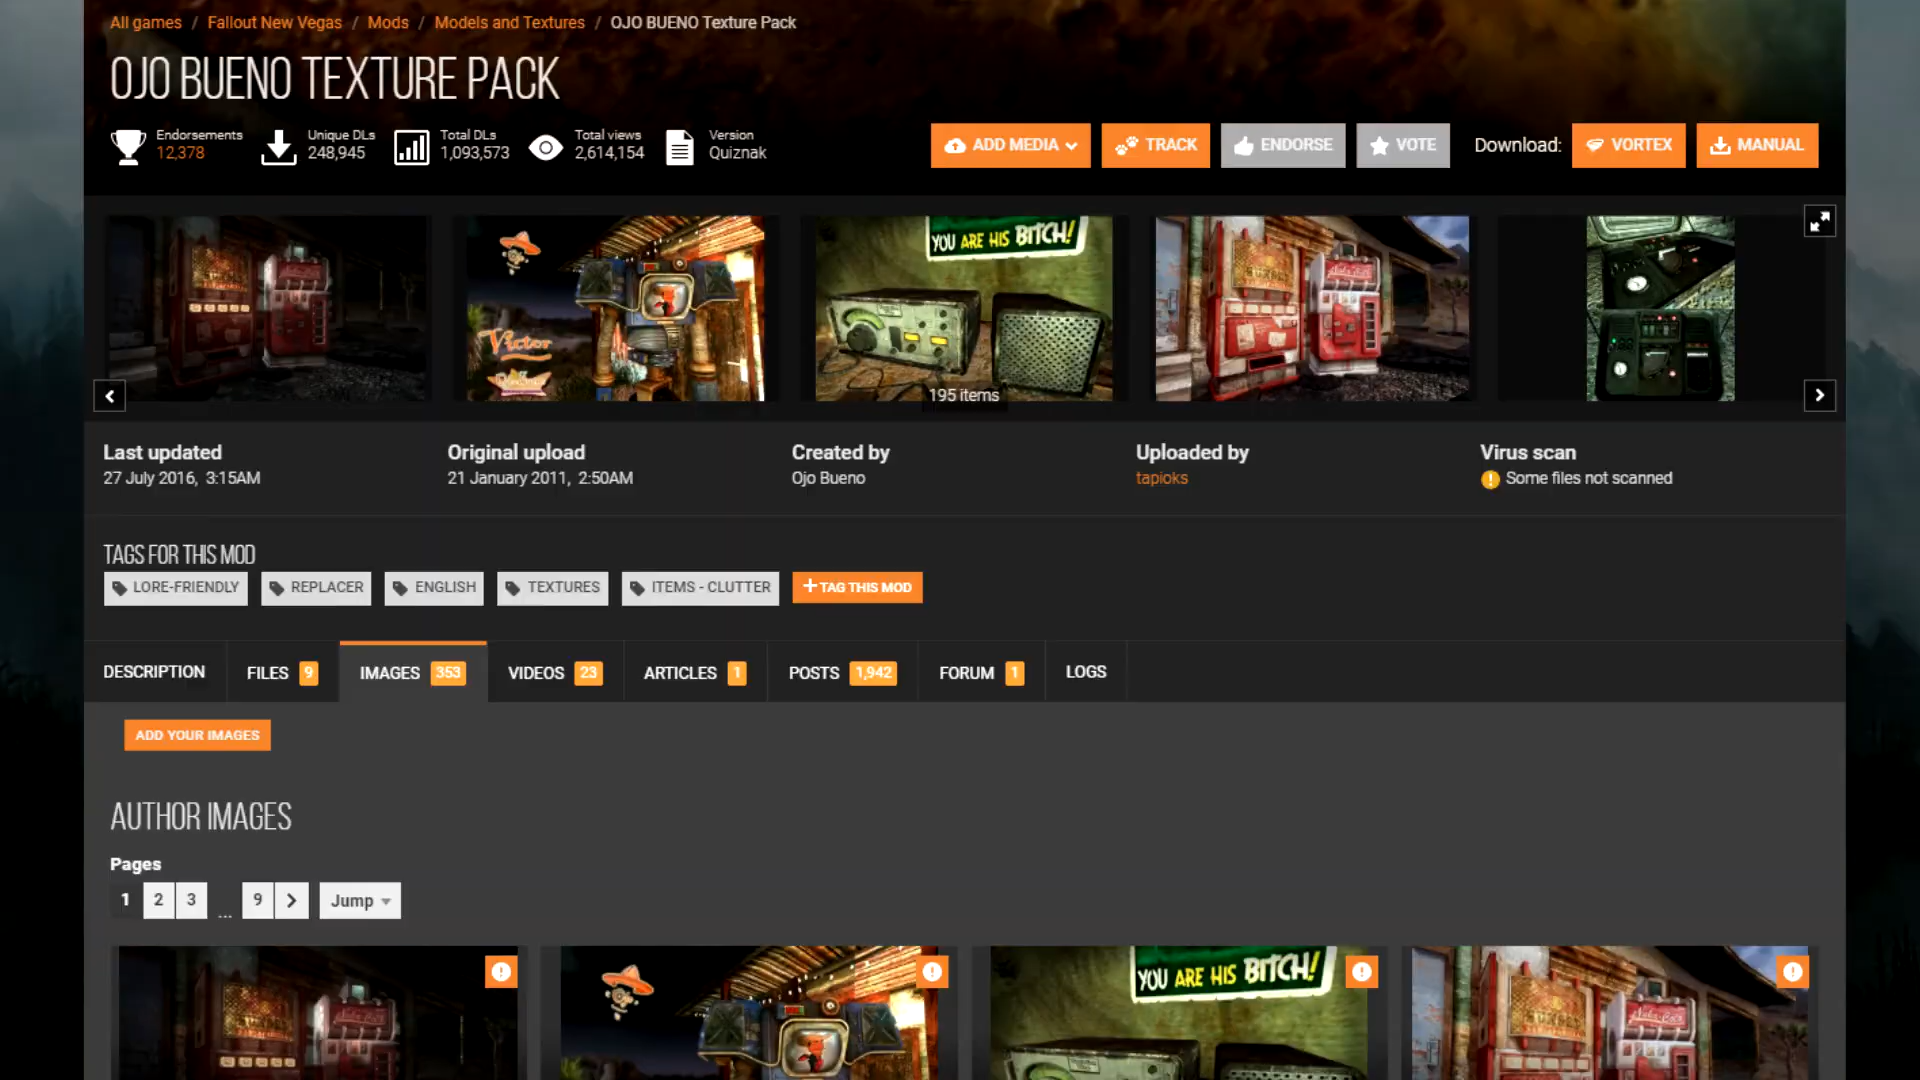 All games / Fallout New Vegas / Mods / Models and Textures / OJO BUENO Texture Pack
OJO BUENO TEXTURE PACK
Endorsements
12,378
Unique DLs
248,945
Total DLs
1,093,573
Total views
2,614,154
Version
Quiznak
ADD MEDIA
TRACK
ENDORSE
VOTE
Download:
VORTEX
MANUAL
Victor
YOU ARE HIS BITCH!
Nuka-Cola
195 items
Last updated
27 July 2016, 3:15AM
Original upload
21 January 2011, 2:50AM
Created by
Ojo Bueno
Uploaded by
tapioks
Virus scan
Some files not scanned
TAGS FOR THIS MOD
LORE-FRIENDLY
REPLACER
ENGLISH
TEXTURES
ITEMS - CLUTTER
+TAG THIS MOD
DESCRIPTION
FILES 9
IMAGES 353
VIDEOS 23
ARTICLES 1
POSTS 1,942
FORUM 1
LOGS
ADD YOUR IMAGES
AUTHOR IMAGES
Pages
1 2 3 ... 9 > Jump
YOU ARE HIS BITCH!
Nuka-Cola